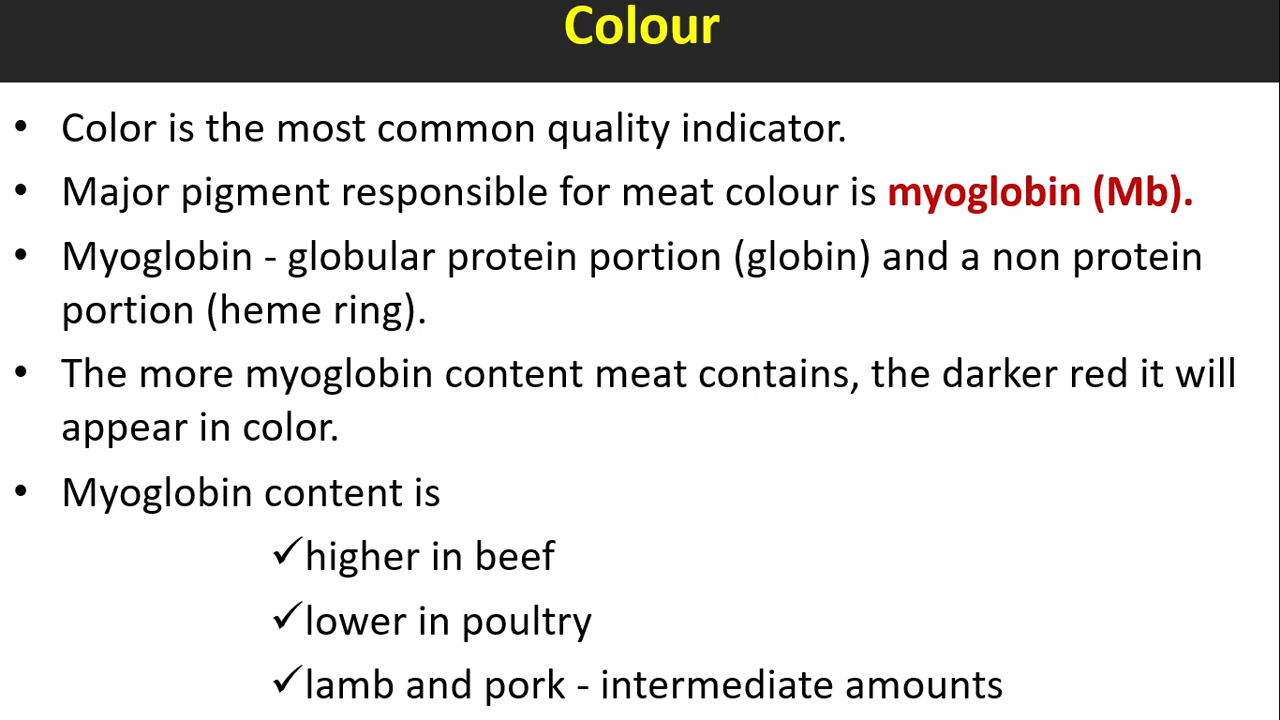 Colour
• Color is the most common quality indicator.
• Major pigment responsible for meat colour is myoglobin (Mb).
• Myoglobin - globular protein portion (globin) and a non protein
portion (heme ring).
• The more myoglobin content meat contains, the darker red it will
appear in color.
• Myoglobin content is
✓higher in beef
✓lower in poultry
✓lamb and pork - intermediate amounts